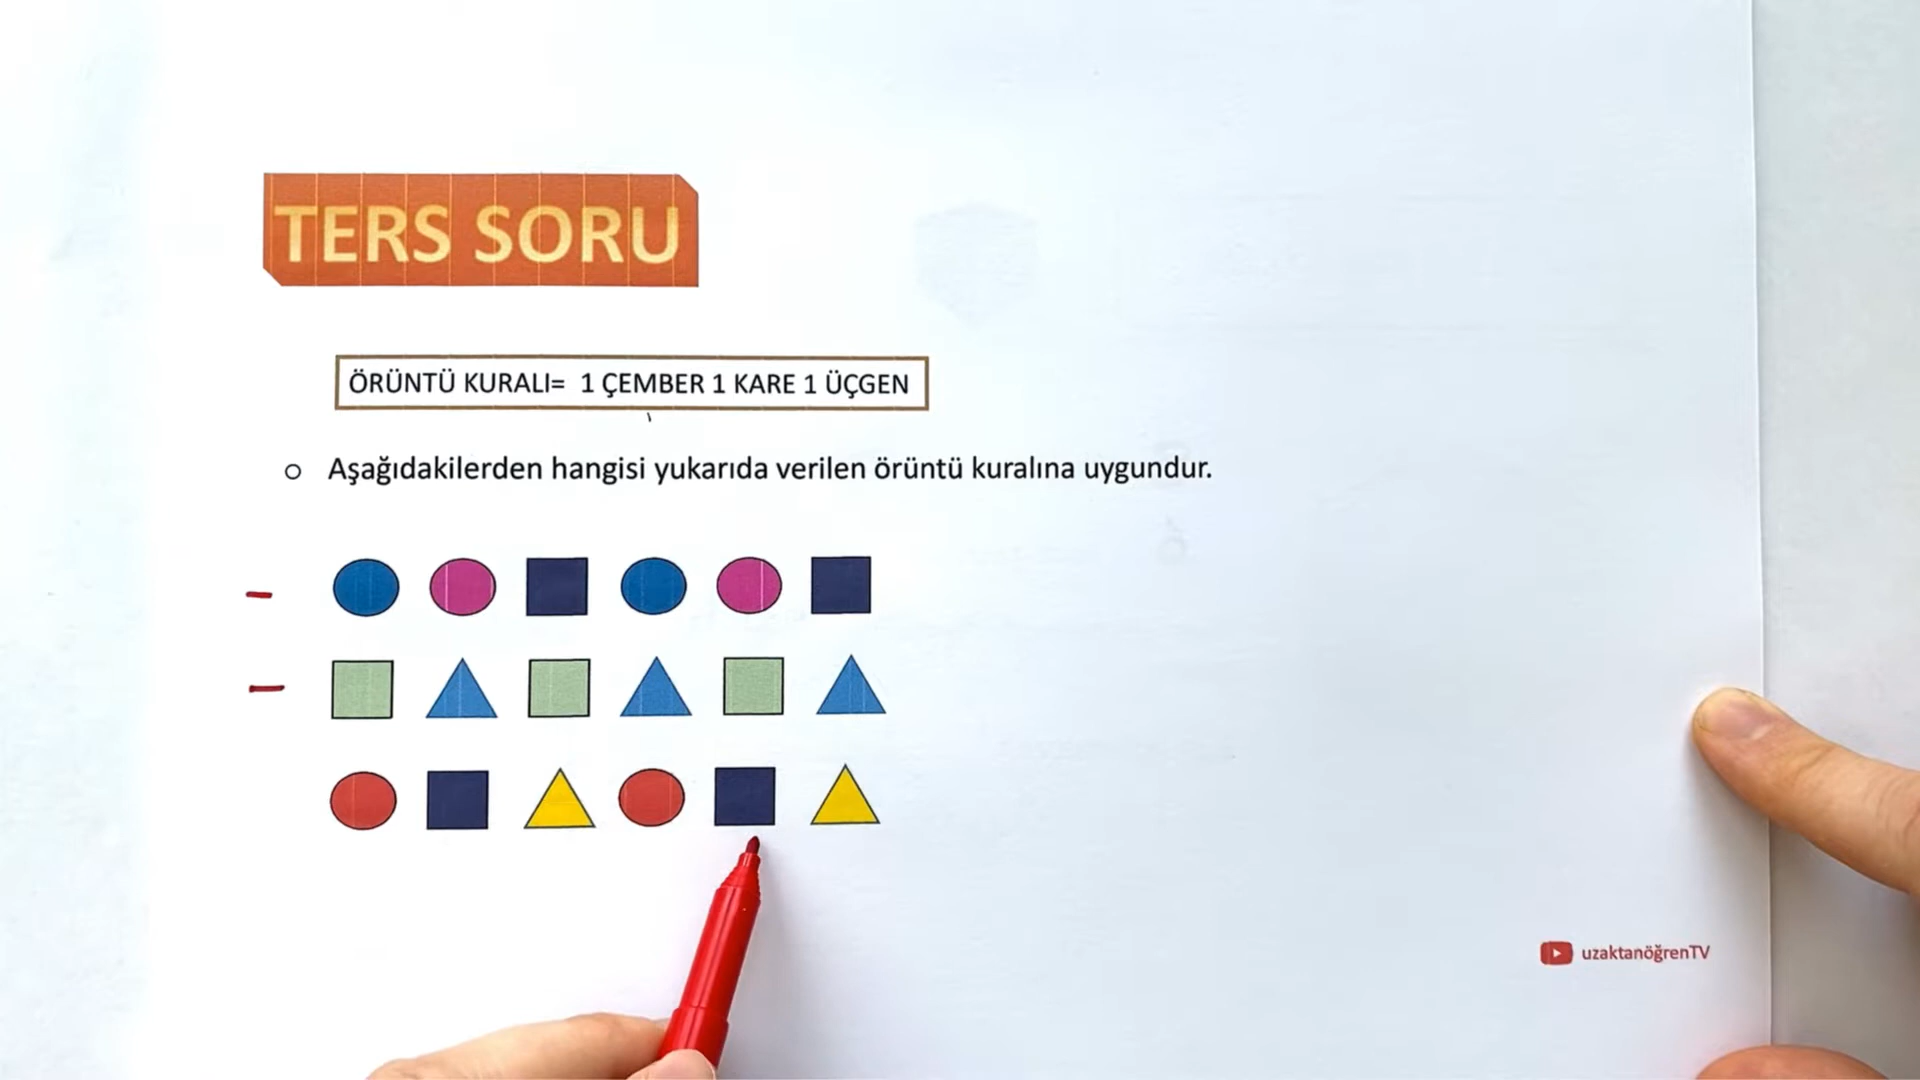 TERS SORU
ÖRÜNTÜ KURALI= 1 ÇEMBER 1 KARE 1 ÜÇGEN
Aşağıdakilerden hangisi yukarıda verilen örüntü kuralına uygundur.
uzaktanöğrenTV